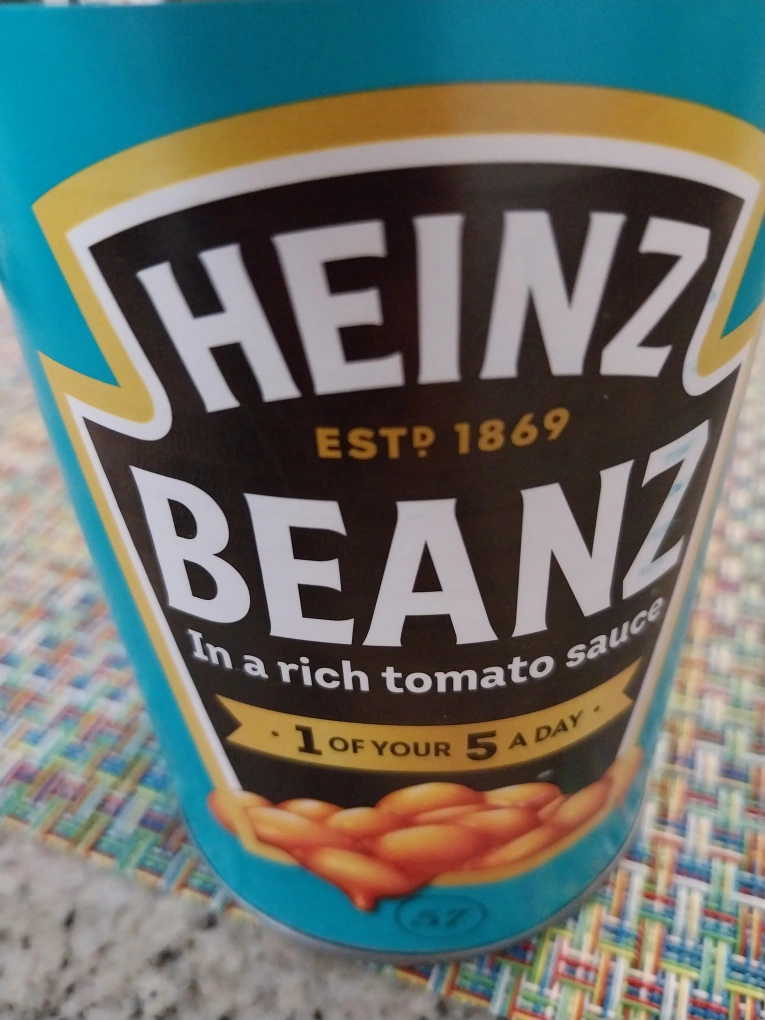 HEINZ
ESTD 1869
BEANZ
In a rich tomato sauce
· 1 OF YOUR 5 A DAY ·
57